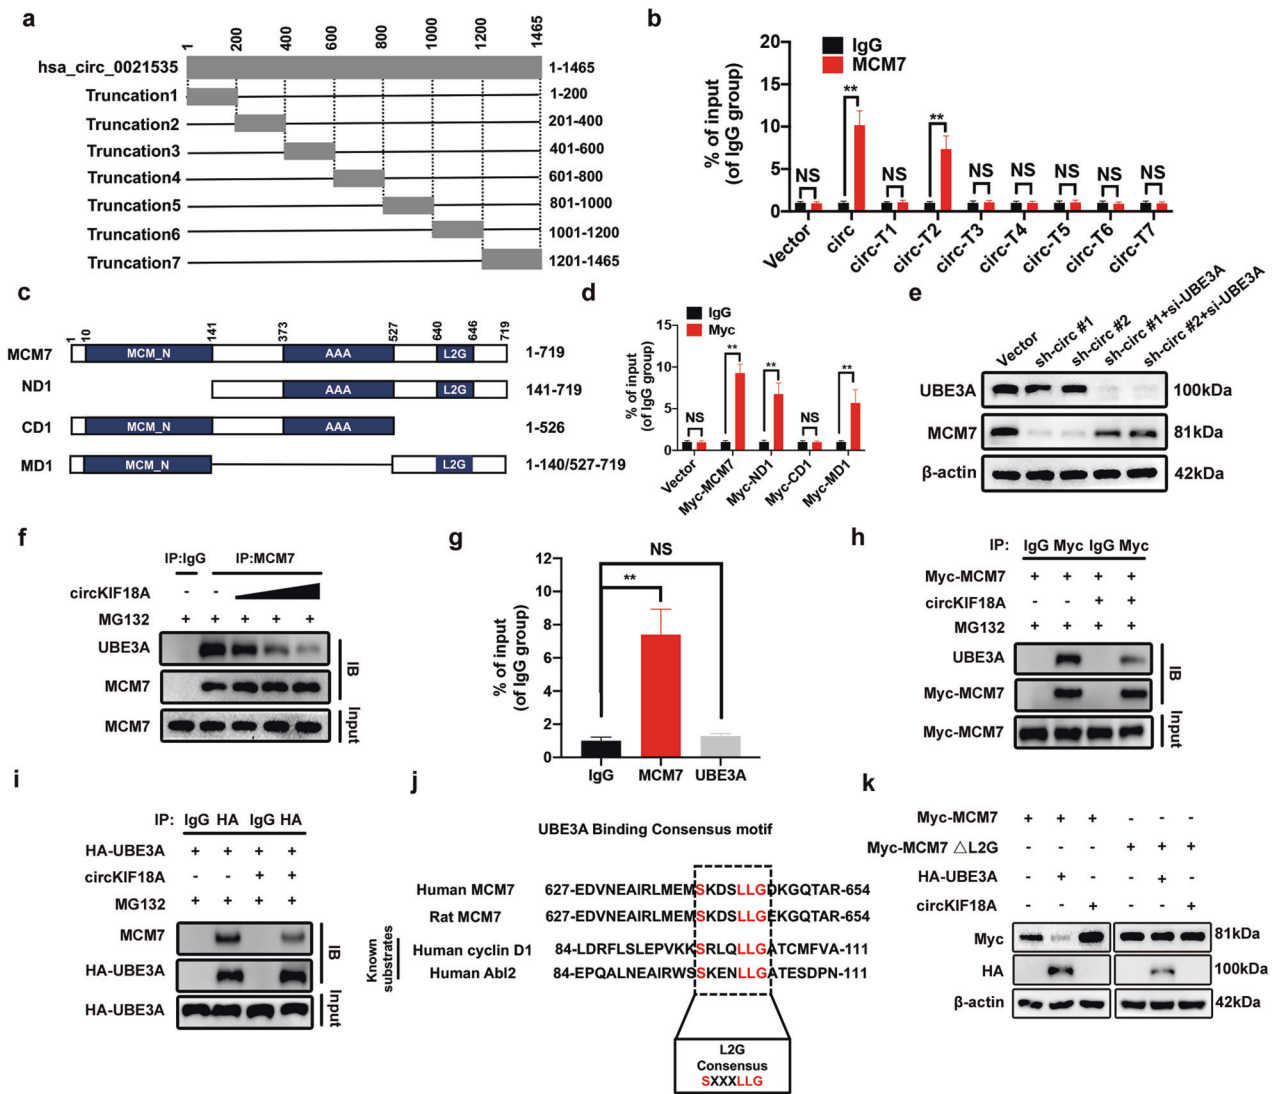 a
1 200 400 600 800 1000 1200 1465
hsa_circ_0021535 1-1465
Truncation1 1-200
Truncation2 201-400
Truncation3 401-600
Truncation4 601-800
Truncation5 801-1000
Truncation6 1001-1200
Truncation7 1201-1465
b
IgG
MCM7
% of input
(of IgG group)
20
15
10
5
0
NS ** NS ** NS NS NS NS NS
Vector circ circ-T1 circ-T2 circ-T3 circ-T4 circ-T5 circ-T6 circ-T7
c
1 10 141 373 527 640 646 719
MCM7 MCM_N AAA L2G 1-719
ND1 AAA L2G 141-719
CD1 MCM_N AAA 1-526
MD1 MCM_N L2G 1-140/527-719
d
IgG
Myc
% of input
(of IgG group)
15
10
5
0
NS ** ** NS **
Vector Myc-MCM7 Myc-ND1 Myc-CD1 Myc-MD1
e
Vector sh-circ #1 sh-circ #2 sh-circ #1+si-UBE3A sh-circ #2+si-UBE3A
UBE3A 100kDa
MCM7 81kDa
β-actin 42kDa
f
IP:IgG IP:MCM7
circKIF18A - -
MG132 + + + + +
UBE3A
MCM7
IB
MCM7
Input
g
% of input
(of IgG group)
12
10
8
6
4
2
0
NS
**
IgG MCM7 UBE3A
h
IP: IgG Myc IgG Myc
Myc-MCM7 + + + +
circKIF18A - - + +
MG132 + + + +
UBE3A
Myc-MCM7
IB
Myc-MCM7
Input
i
IP: IgG HA IgG HA
HA-UBE3A + + + +
circKIF18A - - + +
MG132 + + + +
MCM7
HA-UBE3A
IB
HA-UBE3A
Input
j
UBE3A Binding Consensus motif
Human MCM7 627-EDVNEAIRLMEMSKDSLLGDKGQTAR-654
Rat MCM7 627-EDVNEAIRLMEMSKDSLLGEKGQTAR-654
Known
substrates
Human cyclin D1 84-LDRFLSLEPVKKSRLQLLGATCMFVA-111
Human Abl2 84-EPQALNEAIRWSSKENLLGATESDPN-111
L2G
Consensus
SXXXLLG
k
Myc-MCM7 + + + - - -
Myc-MCM7 △L2G - - - + + +
HA-UBE3A - + - - + -
circKIF18A - - + - - +
Myc 81kDa
HA 100kDa
β-actin 42kDa